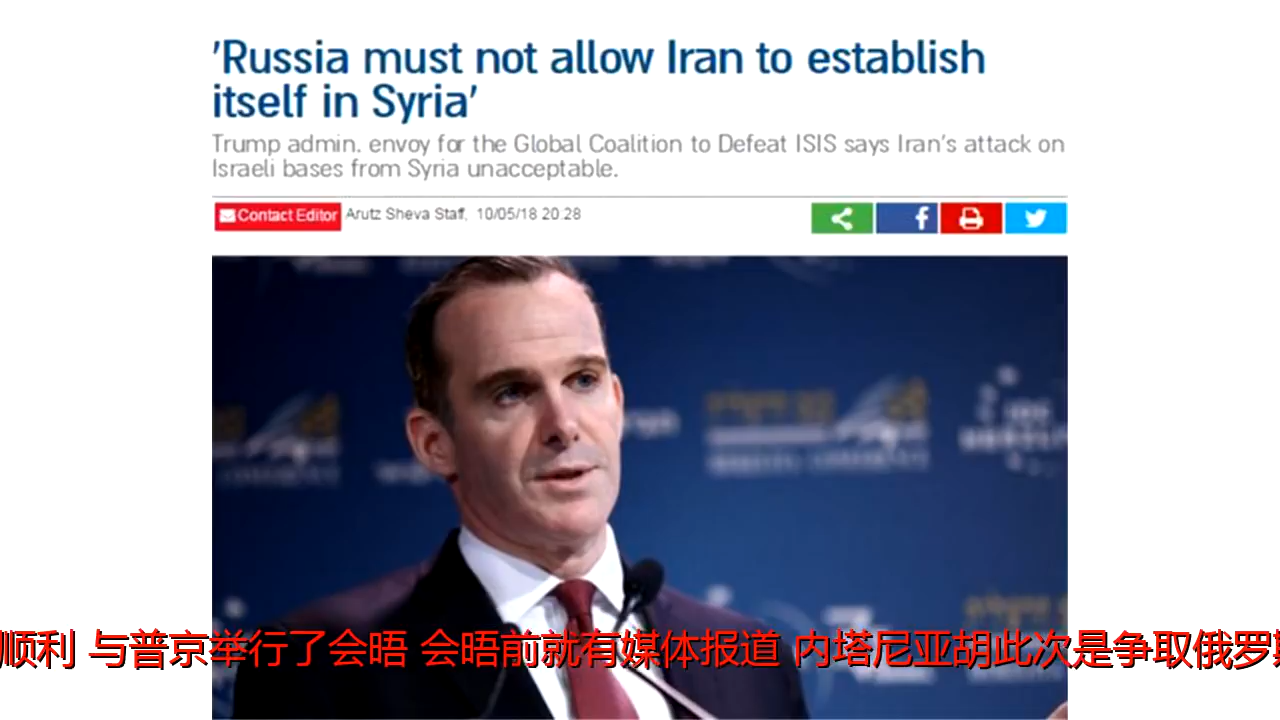 'Russia must not allow Iran to establish
itself in Syria'
Trump admin. envoy for the Global Coalition to Defeat ISIS says Iran's attack on
Israeli bases from Syria unacceptable.
Contact Editor Arutz Sheva Staff, 10/05/18 20:28
顺利 与普京举行了会晤 会晤前就有媒体报道 内塔尼亚胡此次是争取俄罗